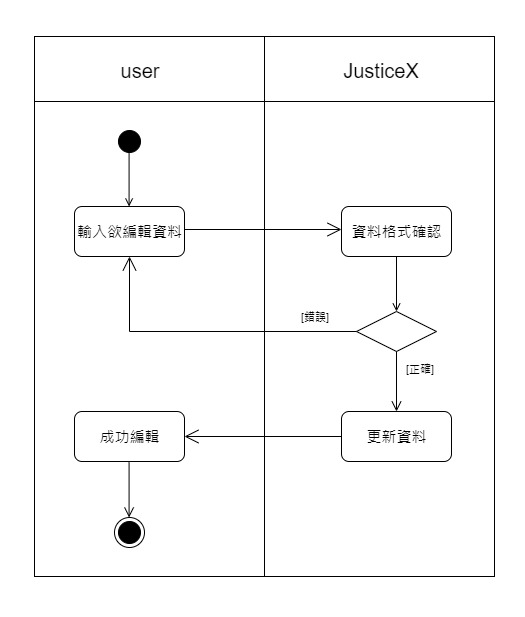 user
JusticeX
輸入欲編輯資料
資料格式確認
[錯誤]
[正確]
成功編輯
更新資料